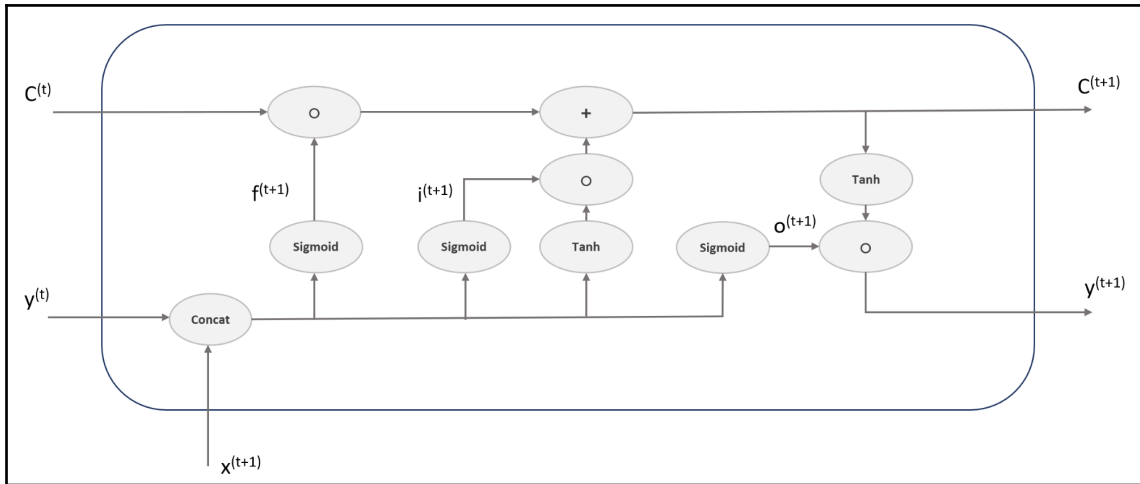 C(t)
C(t+1)
+
Tanh
f(t+1)
i(t+1)
o(t+1)
Sigmoid
Sigmoid
Tanh
Sigmoid
y(t)
y(t+1)
Concat
x(t+1)